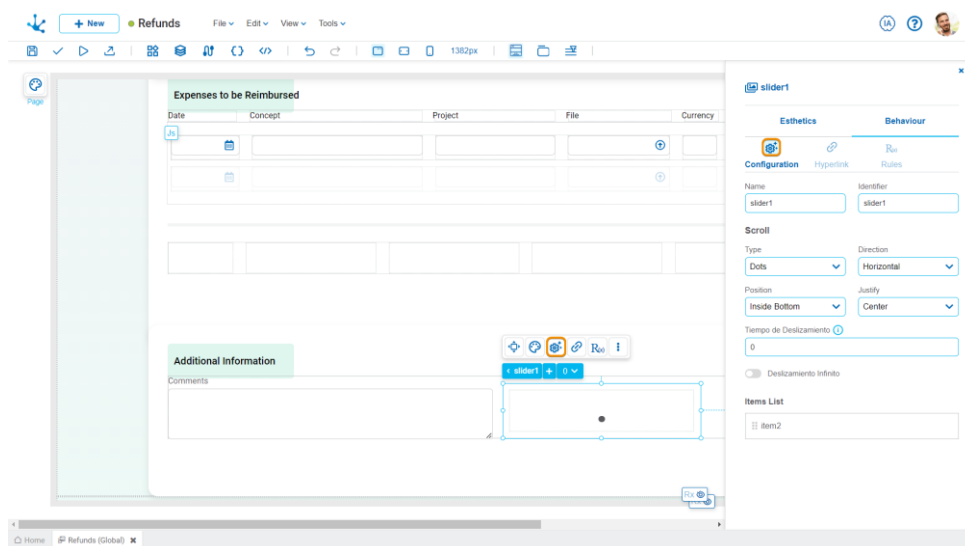 + New
Refunds
File Edit View Tools
IA
?
1382px
Page
Expenses to be Reimbursed
Date Concept Project File Currency
Js
Additional Information
Comments
R(x)
< slider1 + 0
Rx
slider1
Esthetics Behaviour
R(x)
Configuration Hyperlink Rules
Name Identifier
slider1 slider1
Scroll
Type Direction
Dots Horizontal
Position Justify
Inside Bottom Center
Tiempo de Deslizamiento i
0
Deslizamiento Infinito
Items List
item2
Home Refunds (Global)